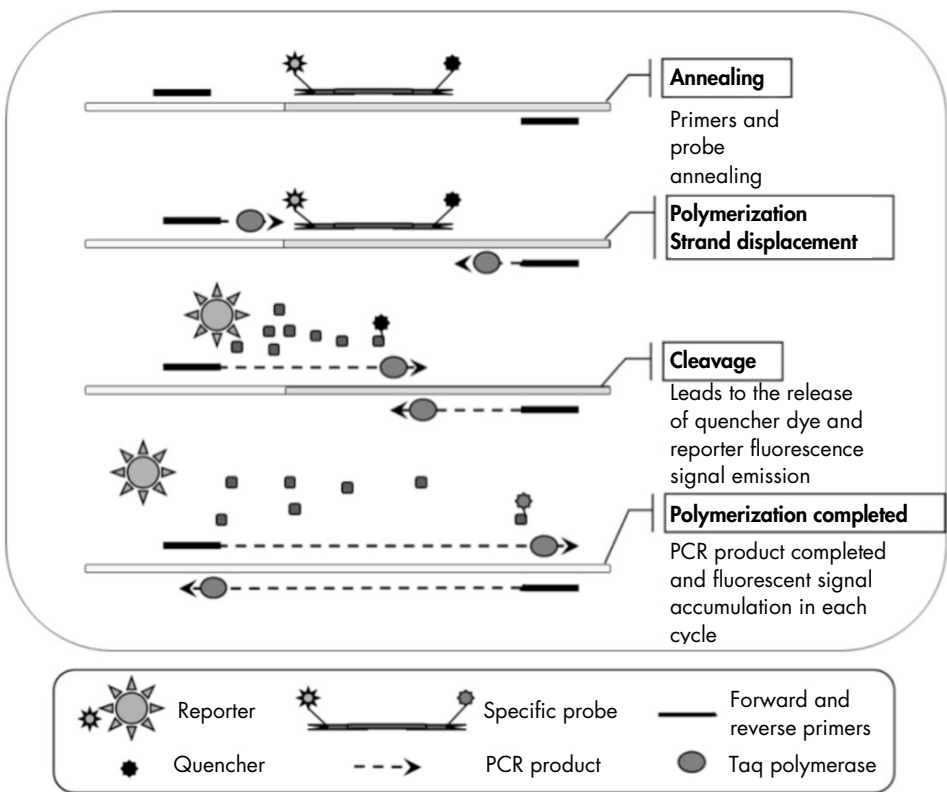 Annealing
Primers and
probe
annealing
Polymerization
Strand displacement
Cleavage
Leads to the release
of quencher dye and
reporter fluorescence
signal emission
Polymerization completed
PCR product completed
and fluorescent signal
accumulation in each
cycle
Reporter
Specific probe
Forward and
reverse primers
Quencher
PCR product
Taq polymerase